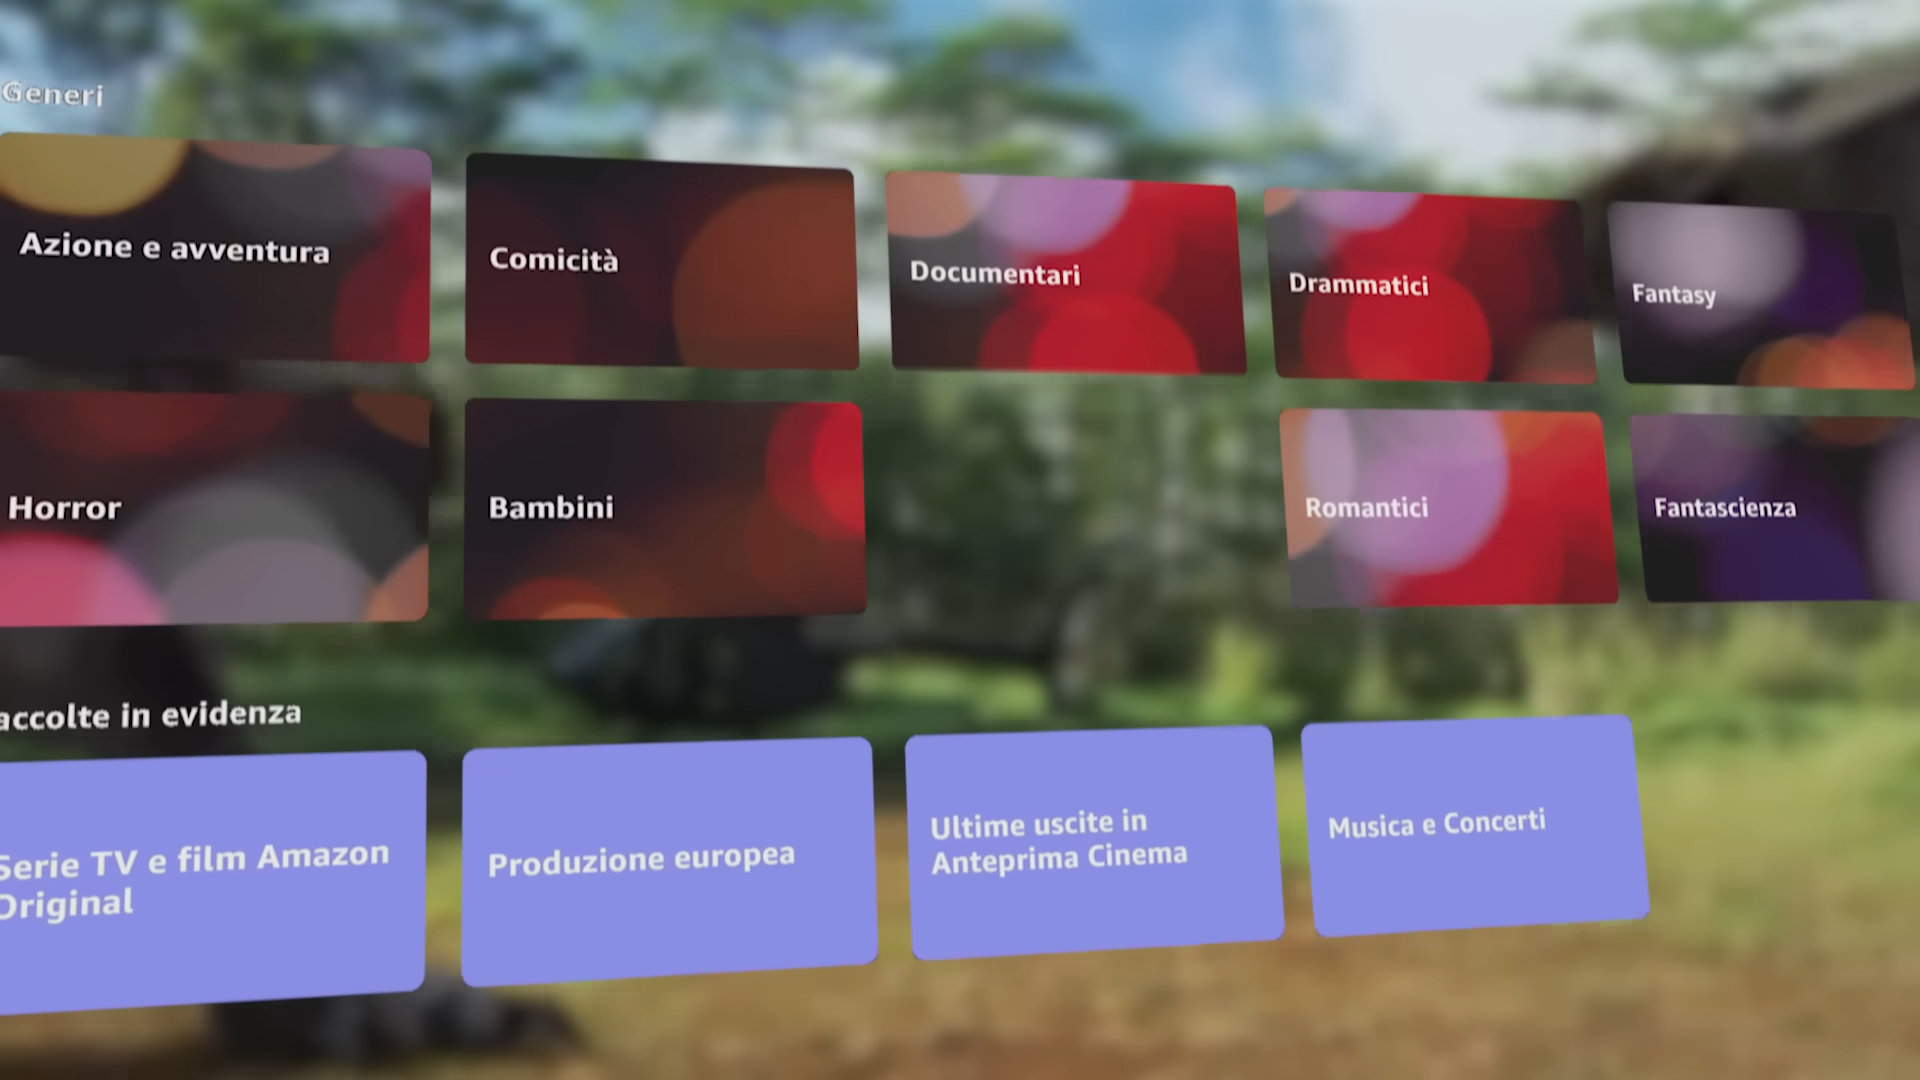 Generi
Azione e avventura
Comicità
Documentari
Drammatici
Fantasy
Horror
Bambini
Romantici
Fantascienza
accolte in evidenza
Serie TV e film Amazon
Original
Produzione europea
Ultime uscite in
Anteprima Cinema
Musica e Concerti